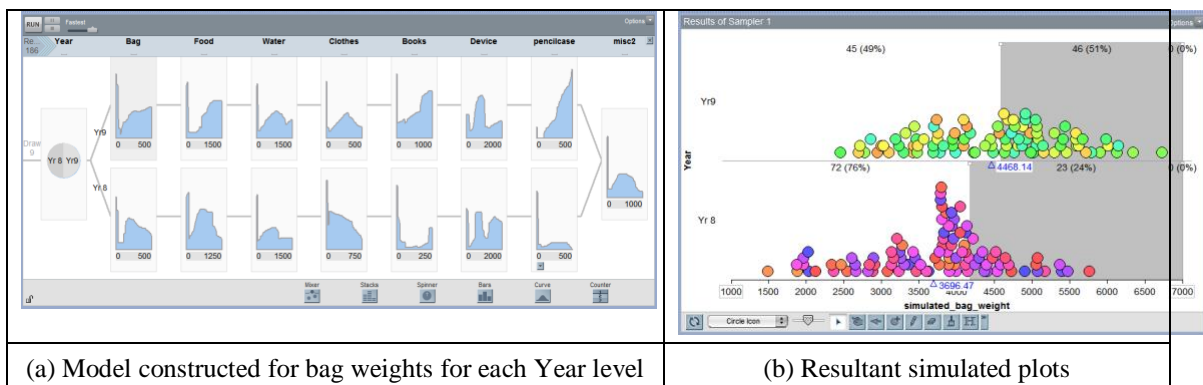 RUN
Fastest
Options
Re...
186
Year
Bag
Food
Water
Clothes
Books
Device
pencilcase
misc2
Draw
9
Yr 8 Yr9
Yr9
Yr 8
0 500
0 1500
0 1500
0 500
0 1000
0 2000
0 500
0 500
0 1250
0 1500
0 750
0 250
0 2000
0 500
0 1000
Mixer
Stacks
Spinner
Bars
Curve
Counter
Results of Sampler 1
Options
45 (49%)
46 (51%)
0 (0%)
Yr9
Year
4468.14
72 (76%)
23 (24%)
0 (0%)
Yr 8
3696.47
1000 1500 2000 2500 3000 3500 4000 4500 5000 5500 6000 6500 7000
simulated_bag_weight
Circle Icon
(a) Model constructed for bag weights for each Year level
(b) Resultant simulated plots